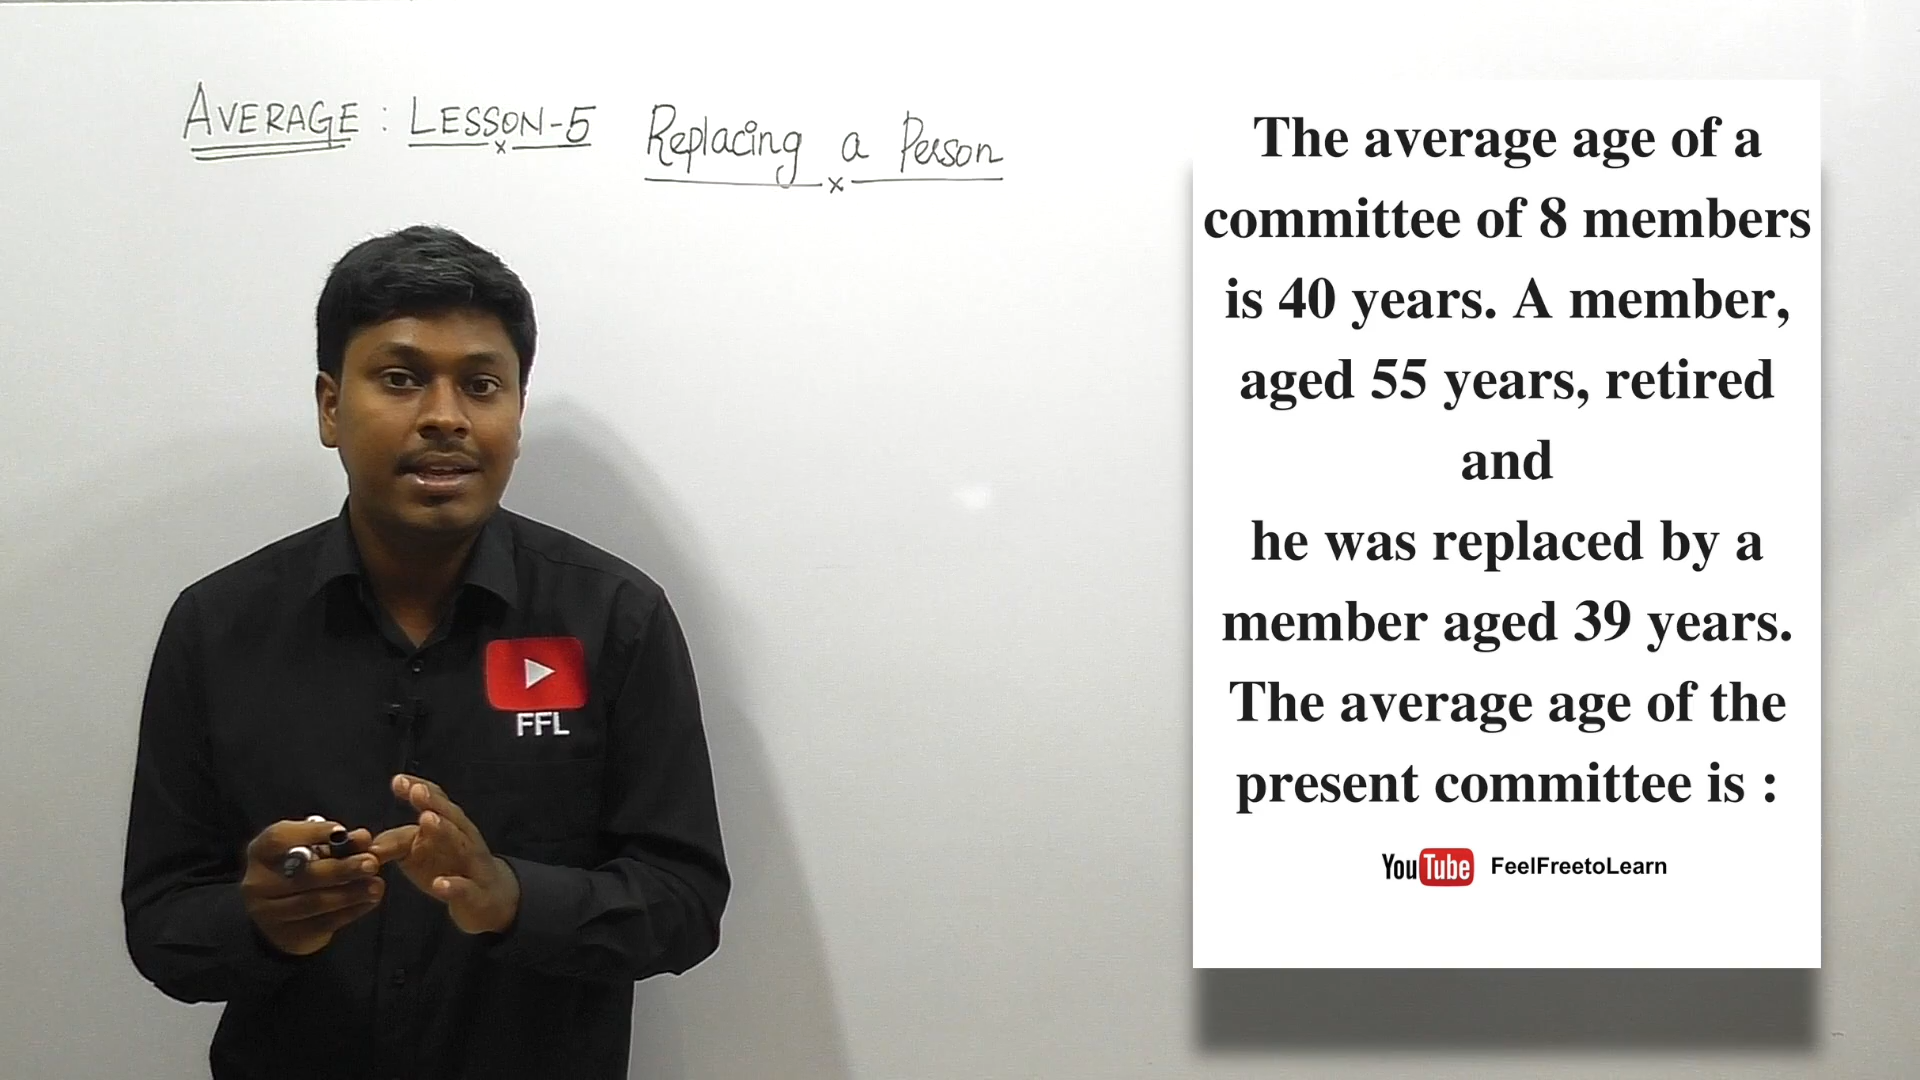 AVERAGE : LESSON-5 Replacing a Person
The average age of a
committee of 8 members
is 40 years. A member,
aged 55 years, retired
and
he was replaced by a
member aged 39 years.
The average age of the
present committee is :
YouTube FeelFreetoLearn
FFL